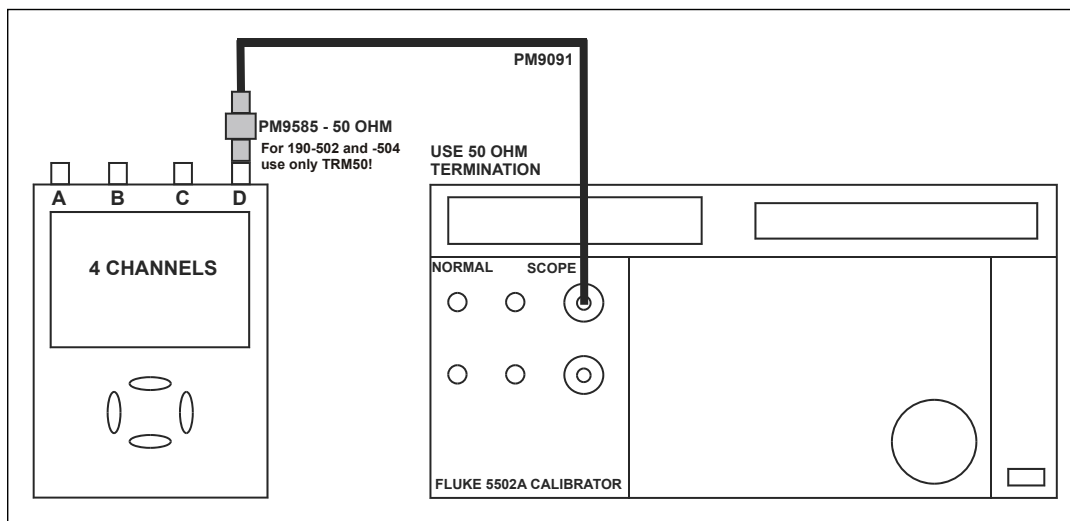 PM9091
PM9585 - 50 OHM
For 190-502 and -504
use only TRM50!
USE 50 OHM
TERMINATION
A B C D
4 CHANNELS
NORMAL SCOPE
FLUKE 5502A CALIBRATOR